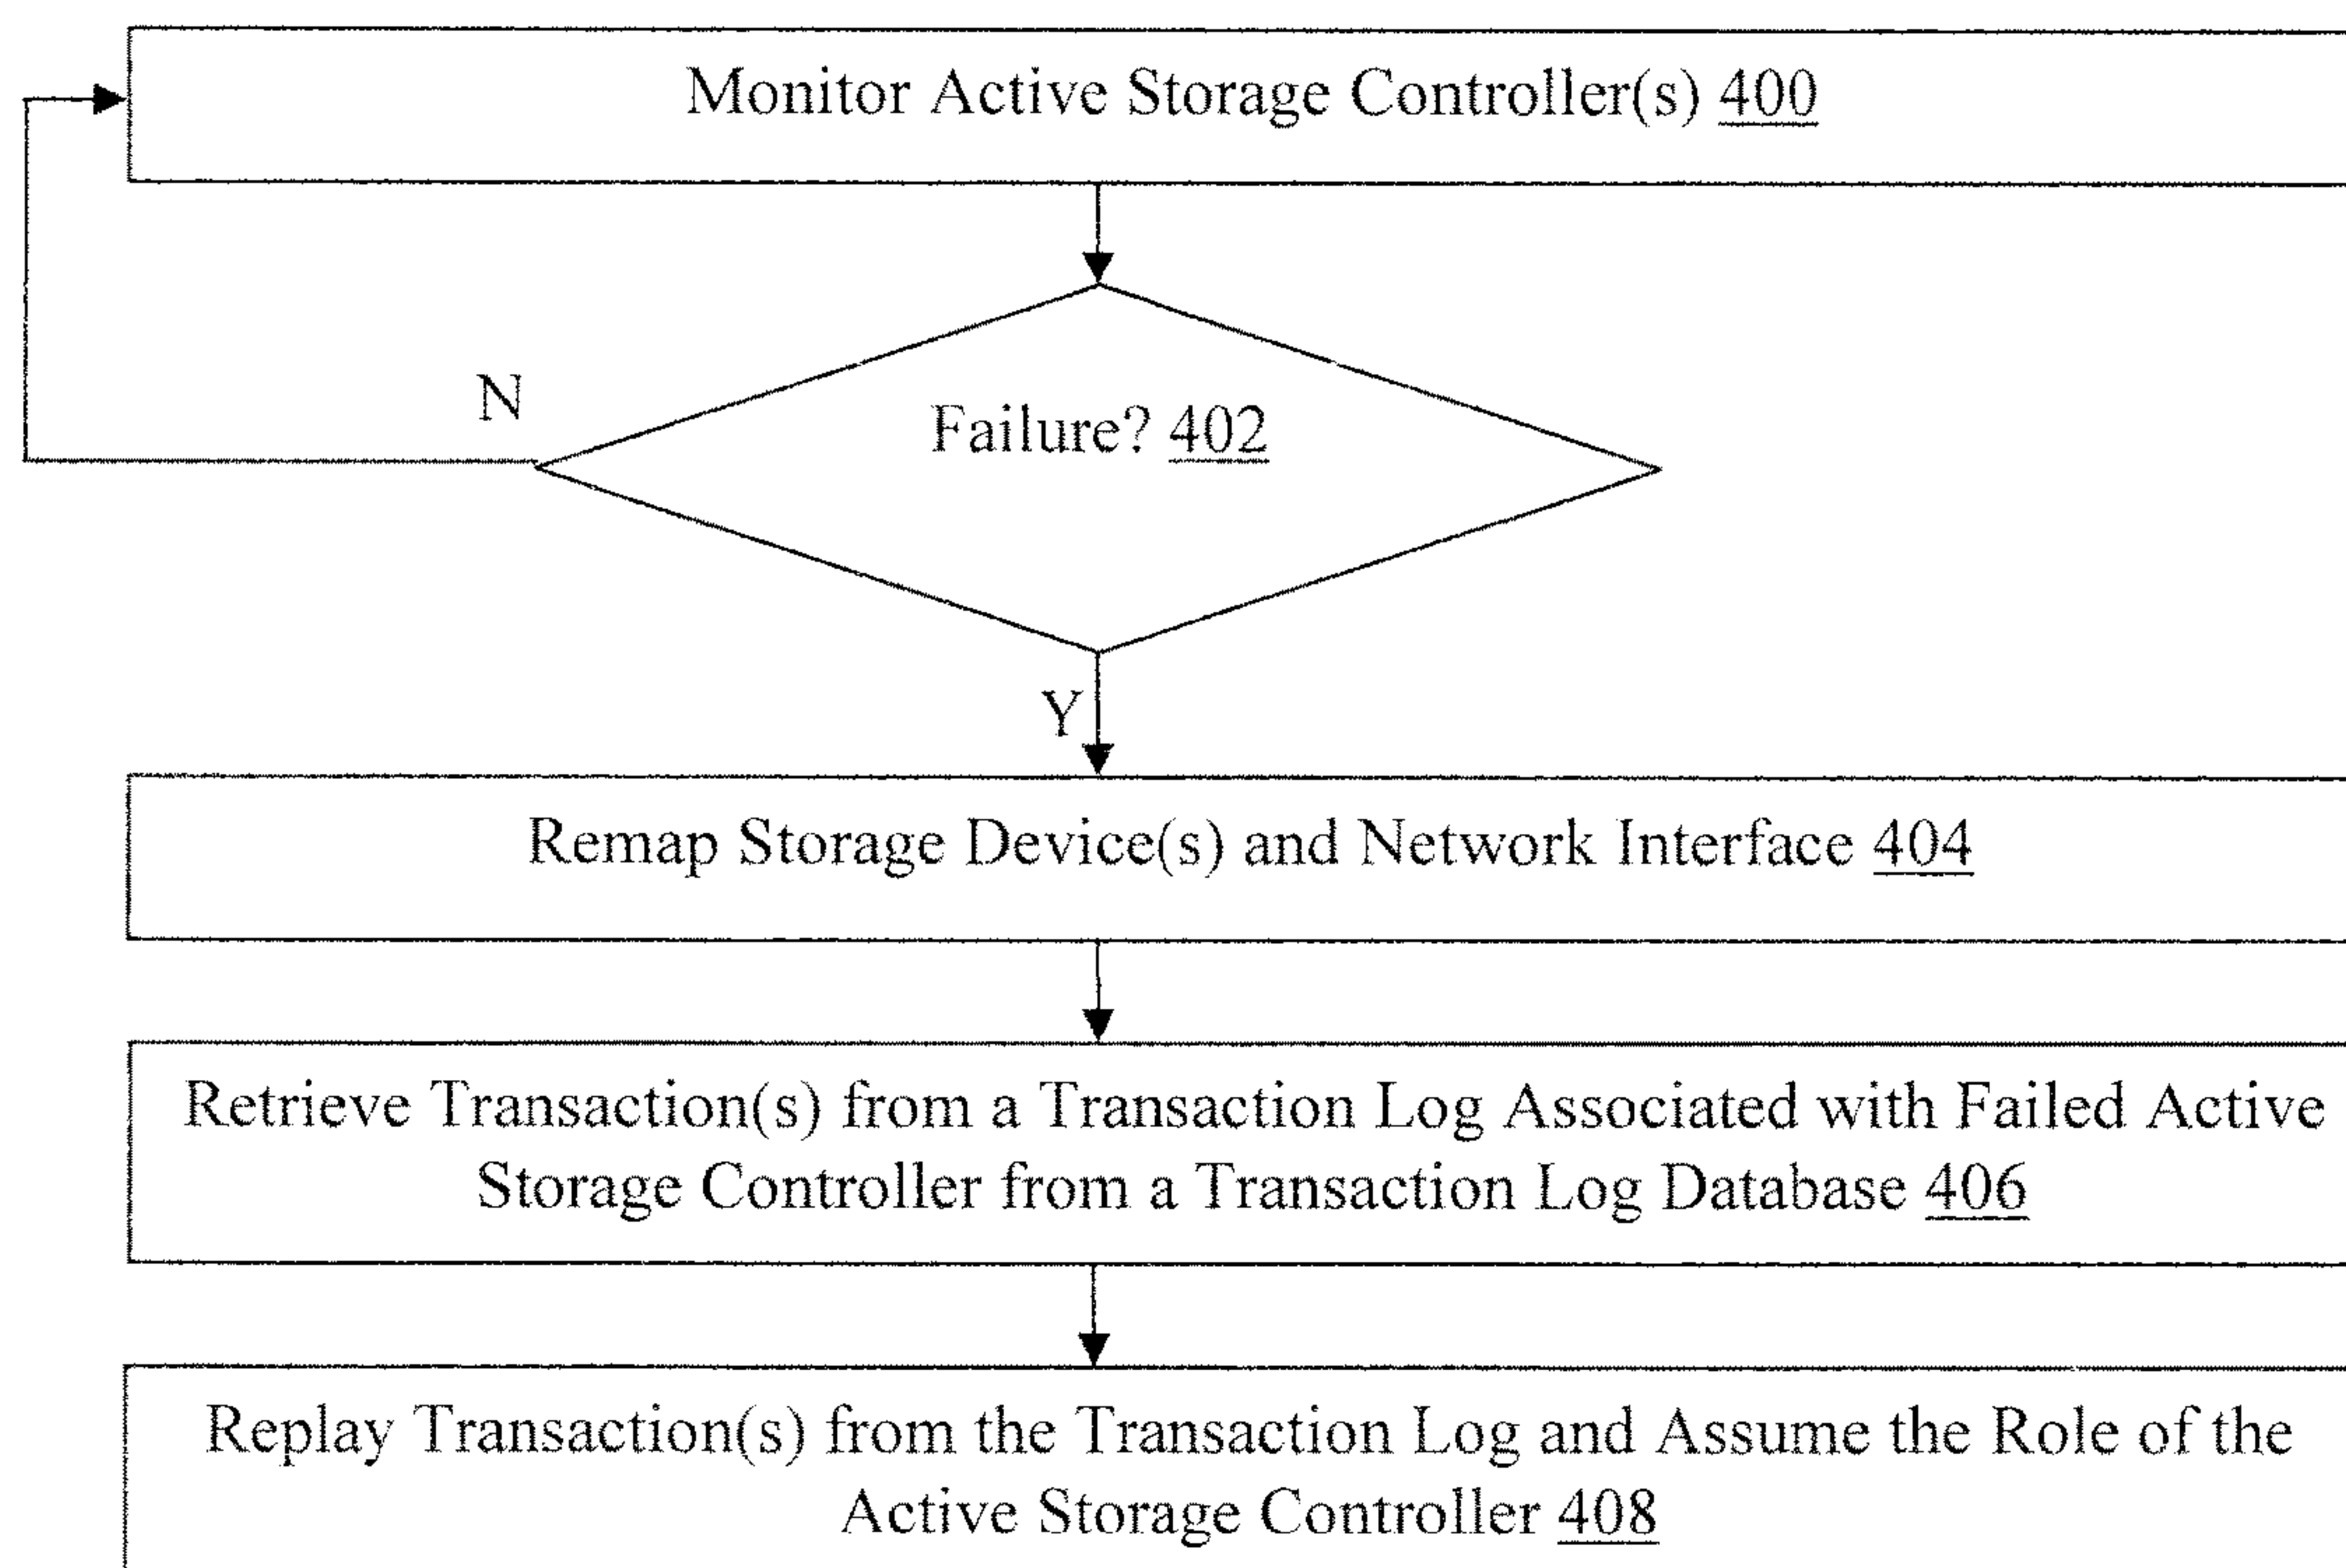 Monitor Active Storage Controller(s) 400
N
Failure? 402
Y
Remap Storage Device(s) and Network Interface 404
Retrieve Transaction(s) from a Transaction Log Associated with Failed Active
Storage Controller from a Transaction Log Database 406
Replay Transaction(s) from the Transaction Log and Assume the Role of the
Active Storage Controller 408